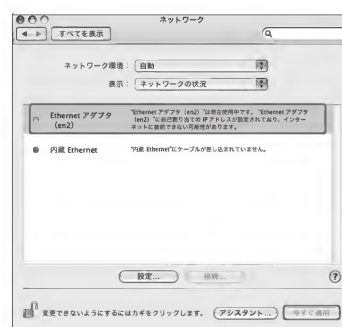 ネットワーク
すべてを表示
ネットワーク環境： 自動
表示： ネットワークの状況
Ethernet アダプタ
（en2）
"Ethernet アダプタ（en2）"は現在使用中です。"Ethernet アダプタ
（en2）"に自己割り当ての IP アドレスが設定されており、インター
ネットに接続できない可能性があります。
内蔵 Ethernet
"内蔵 Ethernet"にケーブルが差し込まれていません。
設定...
接続...
?
変更できないようにするにはカギをクリックします。
アシスタント...
今すぐ適用